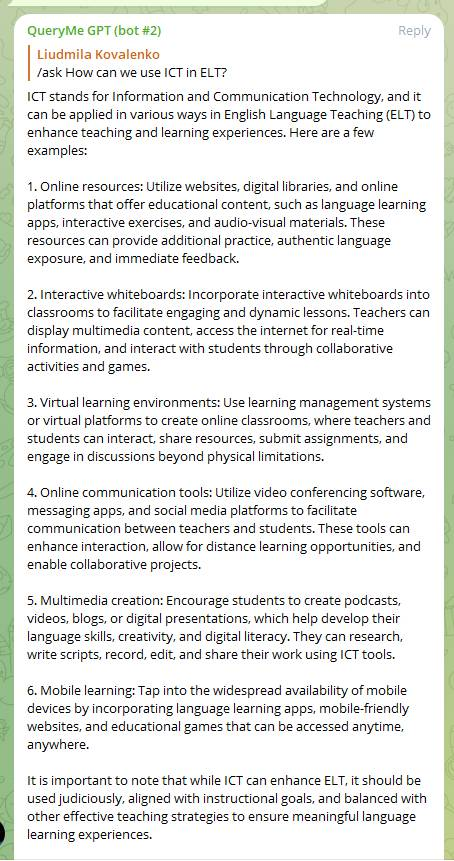 QueryMe GPT (bot #2) Reply
Liudmila Kovalenko
/ask How can we use ICT in ELT?
ICT stands for Information and Communication Technology, and it
can be applied in various ways in English Language Teaching (ELT) to
enhance teaching and learning experiences. Here are a few
examples:
1. Online resources: Utilize websites, digital libraries, and online
platforms that offer educational content, such as language learning
apps, interactive exercises, and audio-visual materials. These
resources can provide additional practice, authentic language
exposure, and immediate feedback.
2. Interactive whiteboards: Incorporate interactive whiteboards into
classrooms to facilitate engaging and dynamic lessons. Teachers can
display multimedia content, access the internet for real-time
information, and interact with students through collaborative
activities and games.
3. Virtual learning environments: Use learning management systems
or virtual platforms to create online classrooms, where teachers and
students can interact, share resources, submit assignments, and
engage in discussions beyond physical limitations.
4. Online communication tools: Utilize video conferencing software,
messaging apps, and social media platforms to facilitate
communication between teachers and students. These tools can
enhance interaction, allow for distance learning opportunities, and
enable collaborative projects.
5. Multimedia creation: Encourage students to create podcasts,
videos, blogs, or digital presentations, which help develop their
language skills, creativity, and digital literacy. They can research,
write scripts, record, edit, and share their work using ICT tools.
6. Mobile learning: Tap into the widespread availability of mobile
devices by incorporating language learning apps, mobile-friendly
websites, and educational games that can be accessed anytime,
anywhere.
It is important to note that while ICT can enhance ELT, it should be
used judiciously, aligned with instructional goals, and balanced with
other effective teaching strategies to ensure meaningful language
learning experiences.